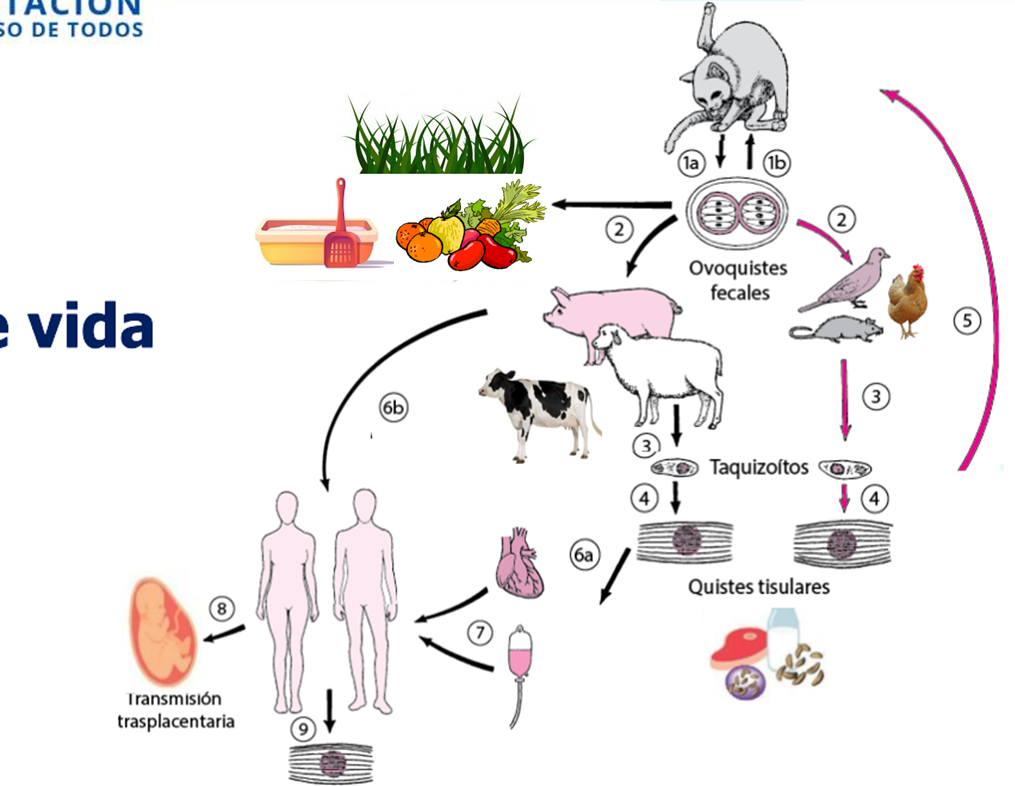 TACIÓN
SO DE TODOS
e vida
1a
1b
2
2
Ovoquistes
fecales
5
6b
3
3
Taquizoítos
4
4
6a
Quistes tisulares
8
7
Transmisión
trasplacentaria
9